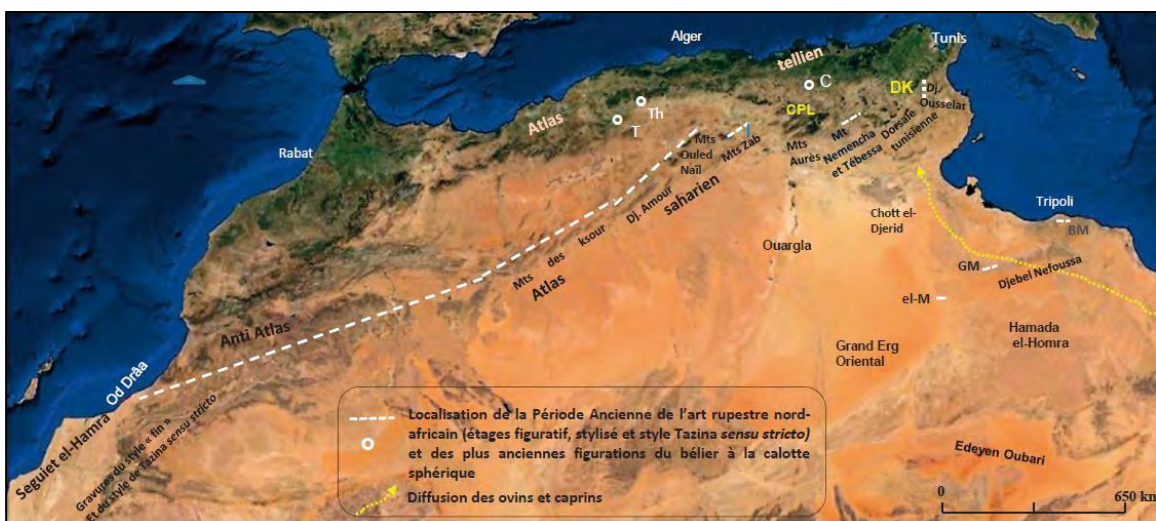 Alger
Tunis
tellien
Atlas
C
DK
Dj.
Ousselat
CPL
Th
T
Rabat
Mts
Ouled
Naïl
Mts Zab
Mts
Aurès
Mt
Nemencha
et Tébessa
Dorsale
tunisienne
Dj. Amour
saharien
Mts des ksour
Atlas
Ouargla
Chott el-
Djerid
Tripoli
BM
GM
Djebel Nefoussa
el-M
Hamada
el-Homra
Grand Erg
Oriental
Anti Atlas
Od Drâa
Seguiet el-Hamra
Gravures du style « fin »
Et du style de Tazina sensu stricto
Edeyen Oubari
Localisation de la Période Ancienne de l’art rupestre nord-
africain (étages figuratif, stylisé et style Tazina sensu stricto)
et des plus anciennes figurations du bélier à la calotte
sphérique
Diffusion des ovins et caprins
0 650 km